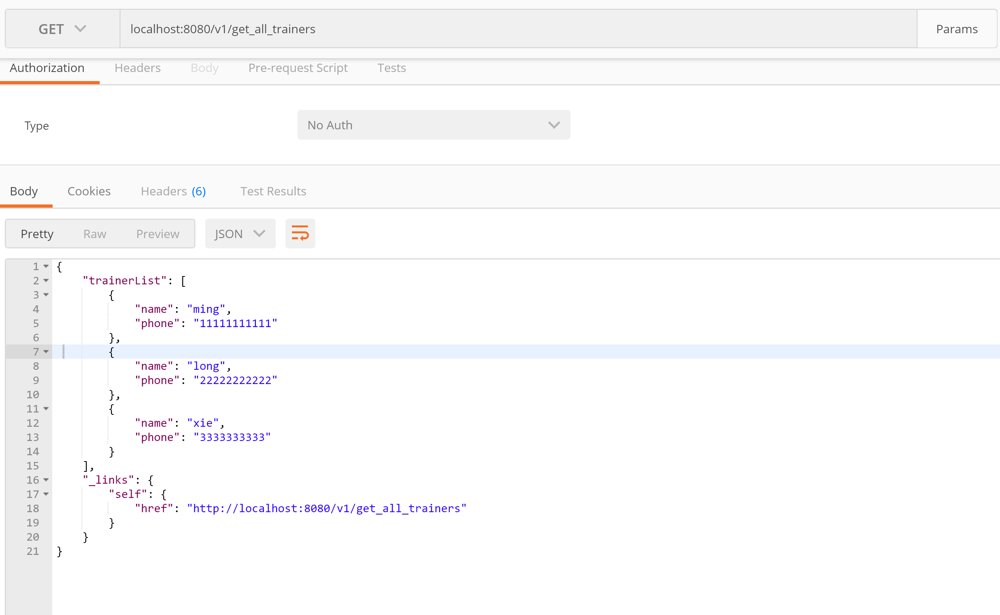 GET localhost:8080/v1/get_all_trainers Params
Authorization Headers Body Pre-request Script Tests
Type No Auth
Body Cookies Headers (6) Test Results
Pretty Raw Preview JSON
1 {
2 "trainerList": [
3 {
4 "name": "ming",
5 "phone": "11111111111"
6 },
7 {
8 "name": "long",
9 "phone": "22222222222"
10 },
11 {
12 "name": "xie",
13 "phone": "3333333333"
14 }
15 ],
16 "_links": {
17 "self": {
18 "href": "http://localhost:8080/v1/get_all_trainers"
19 }
20 }
21 }